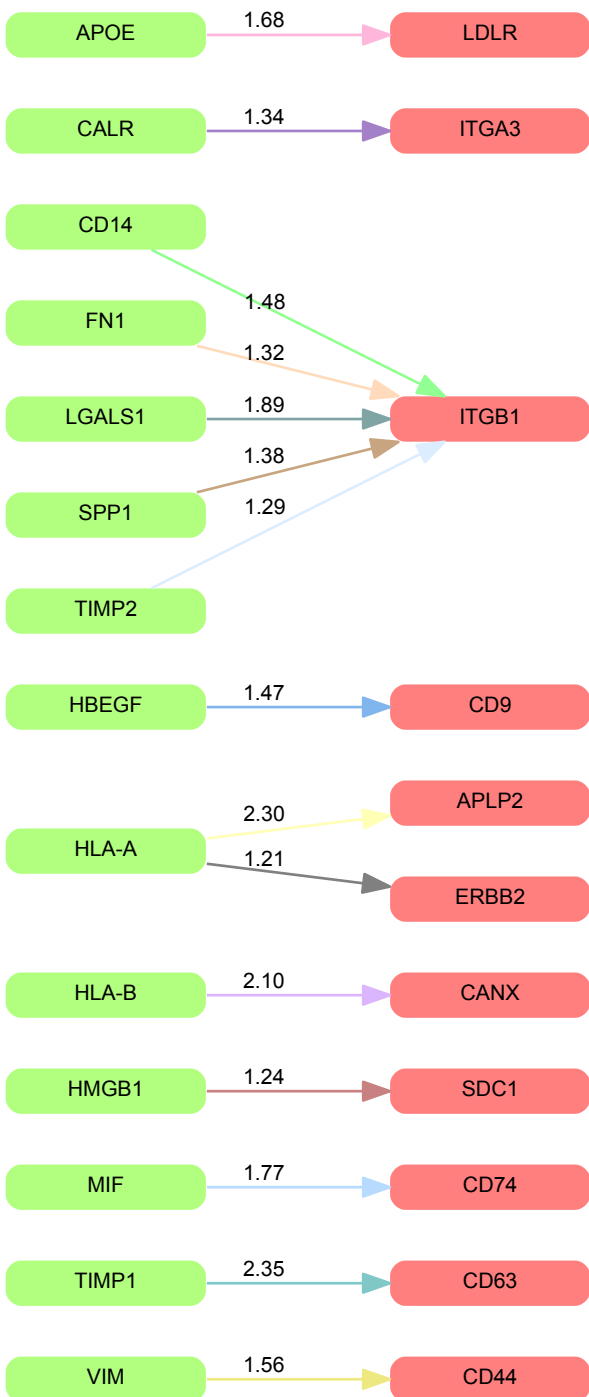 APOE 1.68 LDLR
CALR 1.34 ITGA3
CD14
1.48
FN1
1.32
LGALS1 1.89 ITGB1
1.38
SPP1
1.29
TIMP2
HBEGF 1.47 CD9
APLP2
2.30
HLA-A
1.21
ERBB2
HLA-B 2.10 CANX
HMGB1 1.24 SDC1
MIF 1.77 CD74
TIMP1 2.35 CD63
VIM 1.56 CD44